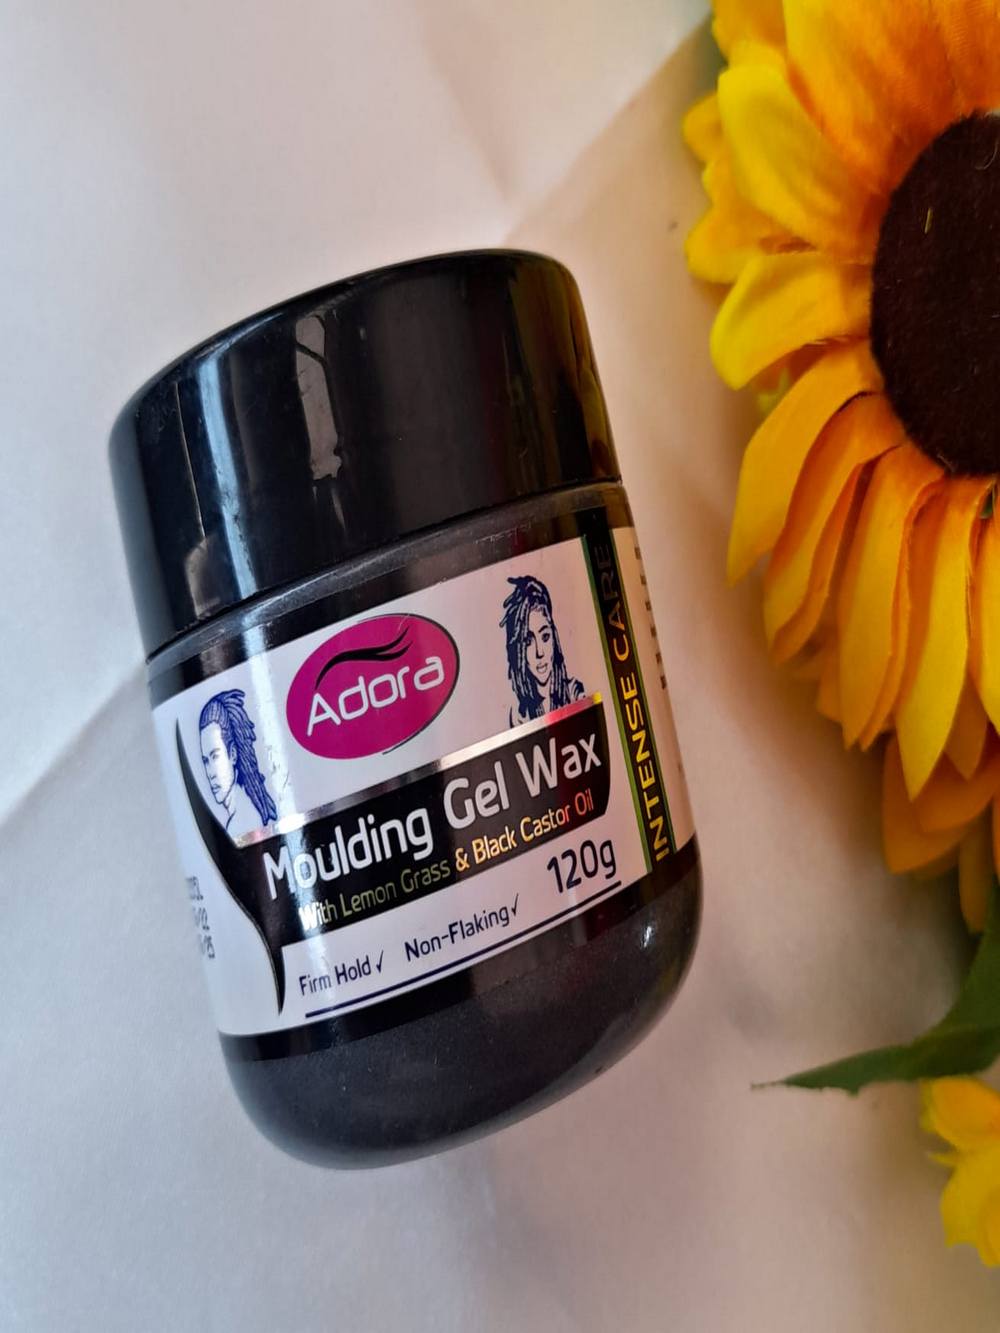 Adora
Moulding Gel Wax
With Lemon Grass & Black Castor Oil
120g
Firm Hold✓ Non-Flaking✓
INTENSE CARE